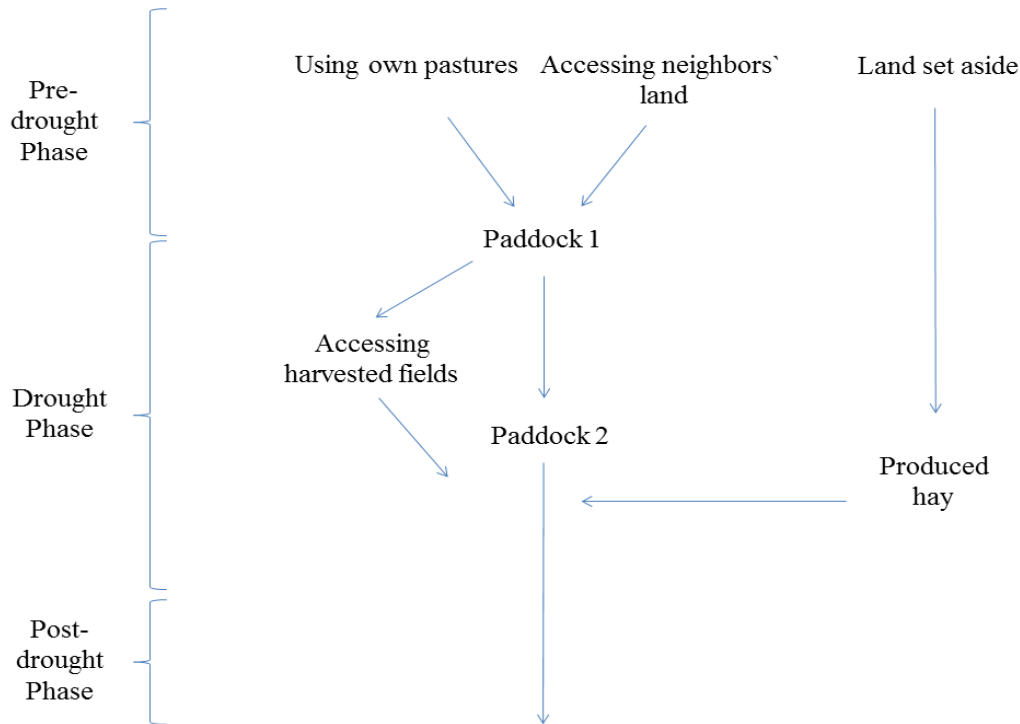 Pre-
drought
Phase
Using own pastures
Accessing neighbors`
land
Land set aside
Paddock 1
Accessing
harvested fields
Drought
Phase
Paddock 2
Produced
hay
Post-
drought
Phase